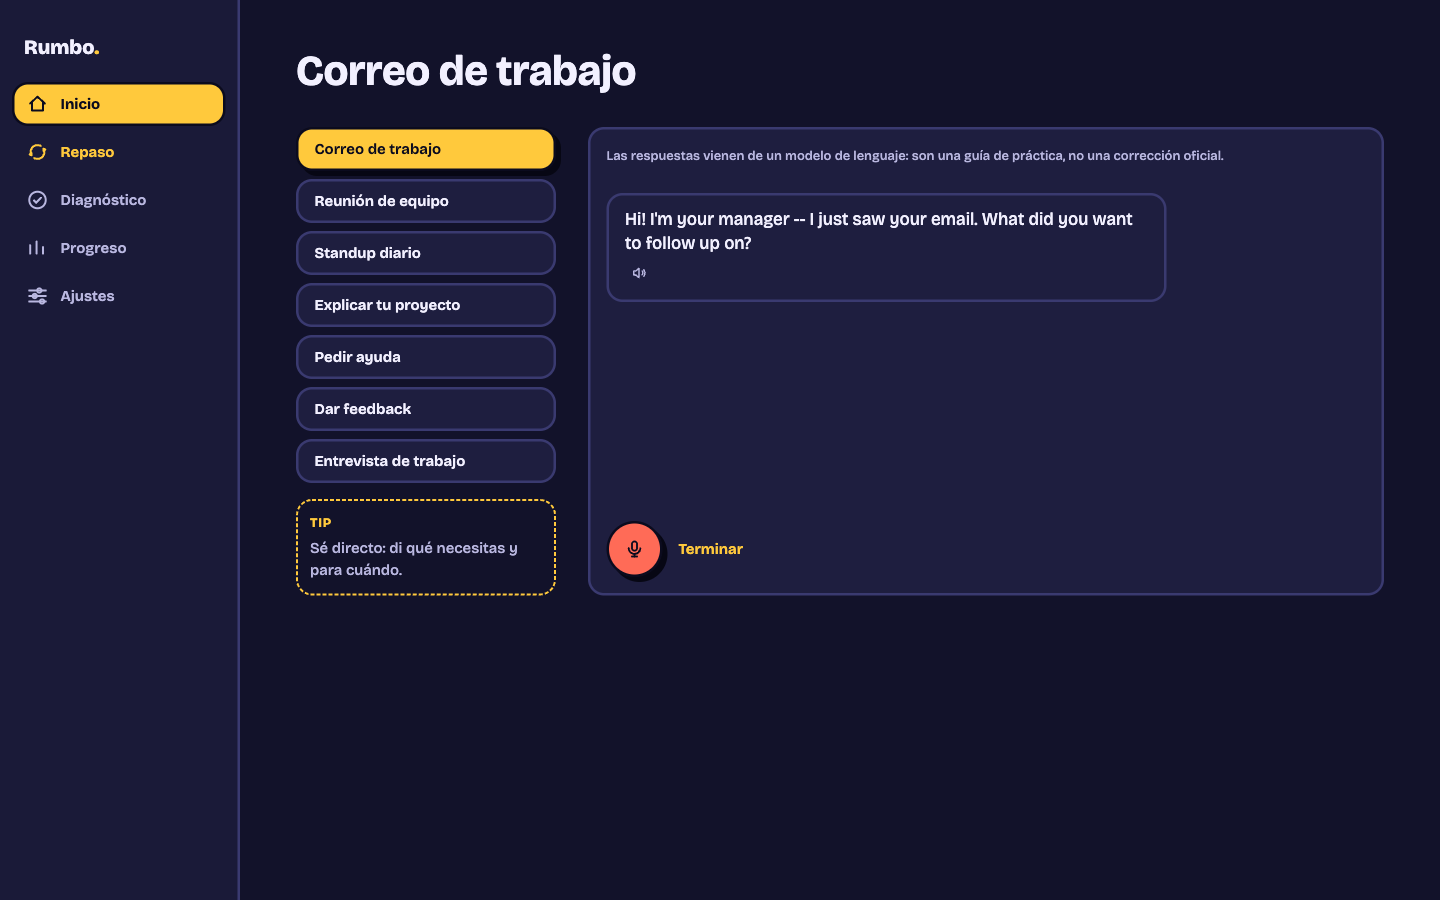 Rumbo.
Inicio
Repaso
Diagnóstico
Progreso
Ajustes
Correo de trabajo
Correo de trabajo
Reunión de equipo
Standup diario
Explicar tu proyecto
Pedir ayuda
Dar feedback
Entrevista de trabajo
TIP
Sé directo: di qué necesitas y
para cuándo.
Las respuestas vienen de un modelo de lenguaje: son una guía de práctica, no una corrección oficial.
Hi! I'm your manager -- I just saw your email. What did you want
to follow up on?
Terminar